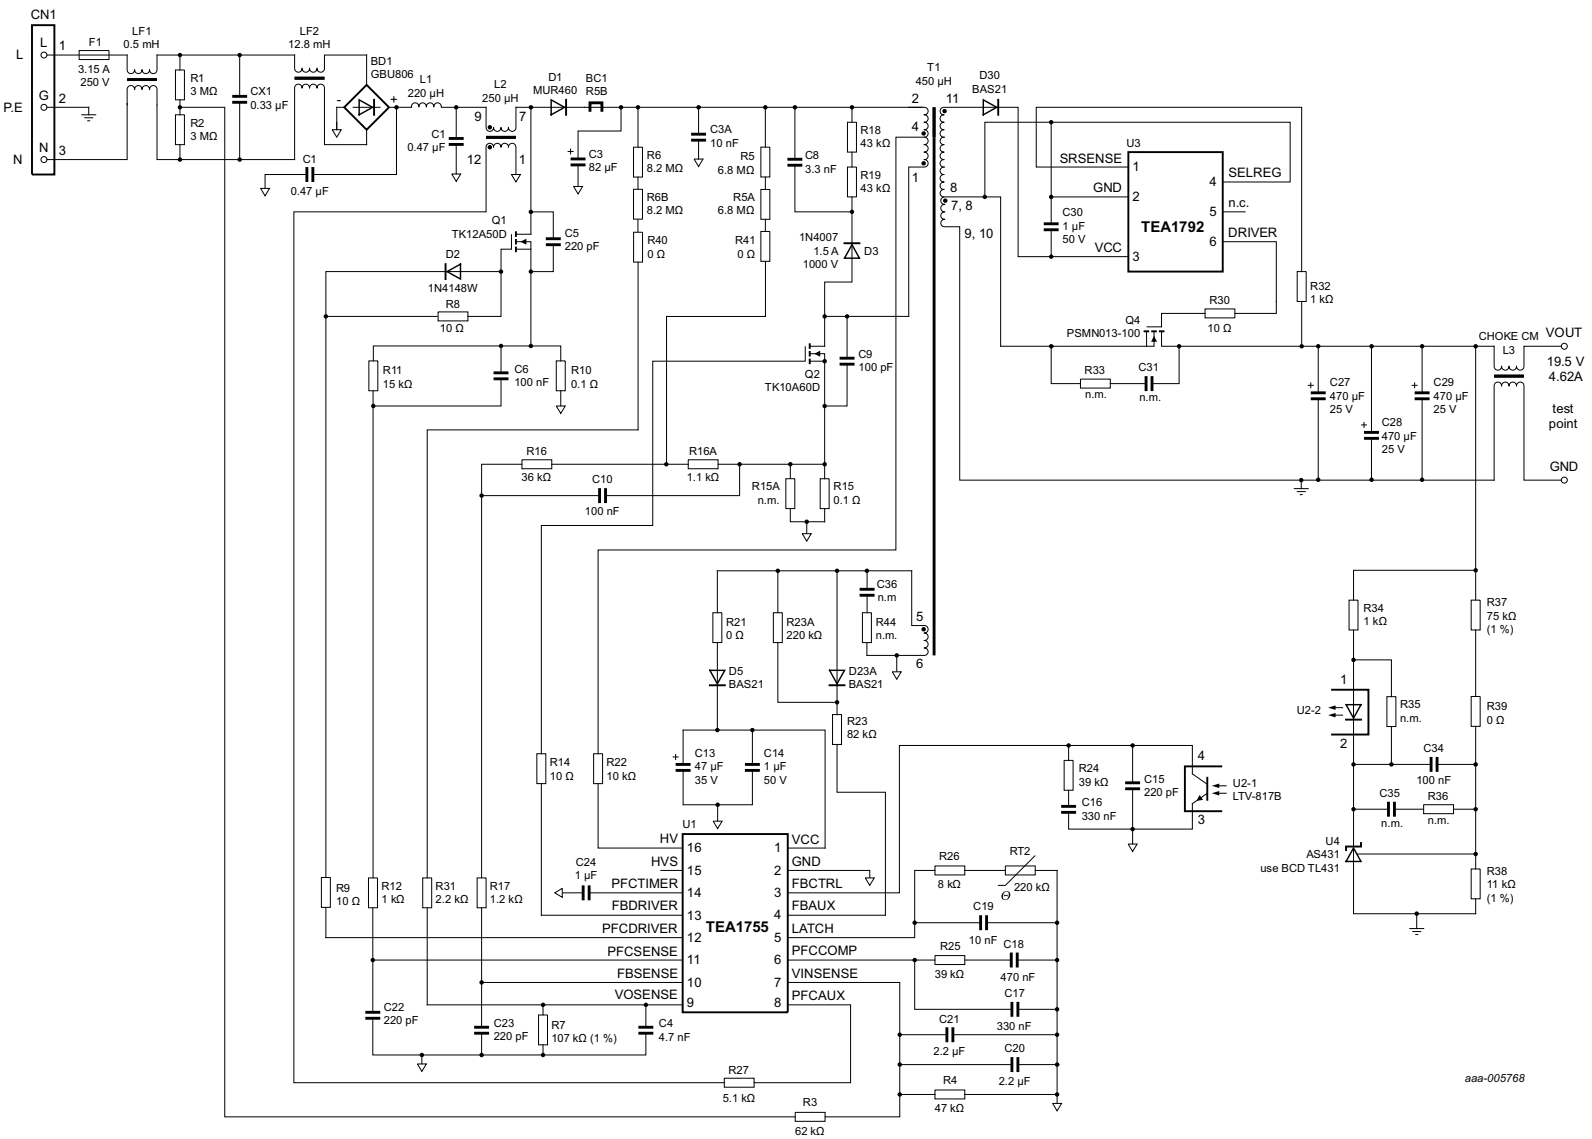 CN1
L
L
1
P.E
G
2
N
N
3
F1
3.15 A
250 V
LF1
0.5 mH
R1
3 MΩ
R2
3 MΩ
CX1
0.33 µF
LF2
12.8 mH
BD1
GBU806
-
+
C1
0.47 µF
L1
220 µH
C1
0.47 µF
L2
250 µH
9
7
12
1
D1
MUR460
BC1
R5B
+
C3
82 µF
R6
8.2 MΩ
R6B
8.2 MΩ
R40
0 Ω
C3A
10 nF
R5
6.8 MΩ
R5A
6.8 MΩ
R41
0 Ω
C8
3.3 nF
R18
43 kΩ
R19
43 kΩ
1N4007
1.5 A
1000 V
D3
T1
450 µH
2
4
1
11
8
7, 8
9, 10
D30
BAS21
U3
SRSENSE
1
GND
2
VCC
3
4
SELREG
5
n.c.
6
DRIVER
TEA1792
C30
1 µF
50 V
R32
1 kΩ
R30
10 Ω
Q4
PSMN013-100
R33
n.m.
C31
n.m.
+
C27
470 µF
25 V
+
C28
470 µF
25 V
+
C29
470 µF
25 V
CHOKE CM
L3
VOUT
19.5 V
4.62A
test
point
GND
Q1
TK12A50D
C5
220 pF
D2
1N4148W
R8
10 Ω
R11
15 kΩ
C6
100 nF
R10
0.1 Ω
Q2
TK10A60D
C9
100 pF
R16
36 kΩ
R16A
1.1 kΩ
C10
100 nF
R15A
n.m.
R15
0.1 Ω
R21
0 Ω
R23A
220 kΩ
C36
n.m
R44
n.m.
5
6
D5
BAS21
D23A
BAS21
R23
82 kΩ
+
C13
47 µF
35 V
C14
1 µF
50 V
R14
10 Ω
R22
10 kΩ
R9
10 Ω
R12
1 kΩ
R31
2.2 kΩ
R17
1.2 kΩ
C24
1 µF
U1
TEA1755
HV
16
HVS
15
PFCTIMER
14
FBDRIVER
13
PFCDRIVER
12
PFCSENSE
11
FBSENSE
10
VOSENSE
9
1
VCC
2
GND
3
FBCTRL
4
FBAUX
5
LATCH
6
PFCCOMP
7
VINSENSE
8
PFCAUX
C22
220 pF
C23
220 pF
R7
107 kΩ (1 %)
C4
4.7 nF
R27
5.1 kΩ
R3
62 kΩ
R24
39 kΩ
C16
330 nF
C15
220 pF
4
3
U2-1
LTV-817B
R26
8 kΩ
RT2
Θ
220 kΩ
C19
10 nF
R25
39 kΩ
C18
470 nF
C17
330 nF
C21
2.2 µF
C20
2.2 µF
R4
47 kΩ
R34
1 kΩ
R37
75 kΩ
(1 %)
1
U2-2
2
R35
n.m.
R39
0 Ω
C34
100 nF
C35
n.m.
R36
n.m.
U4
AS431
use BCD TL431
R38
11 kΩ
(1 %)
aaa-005768